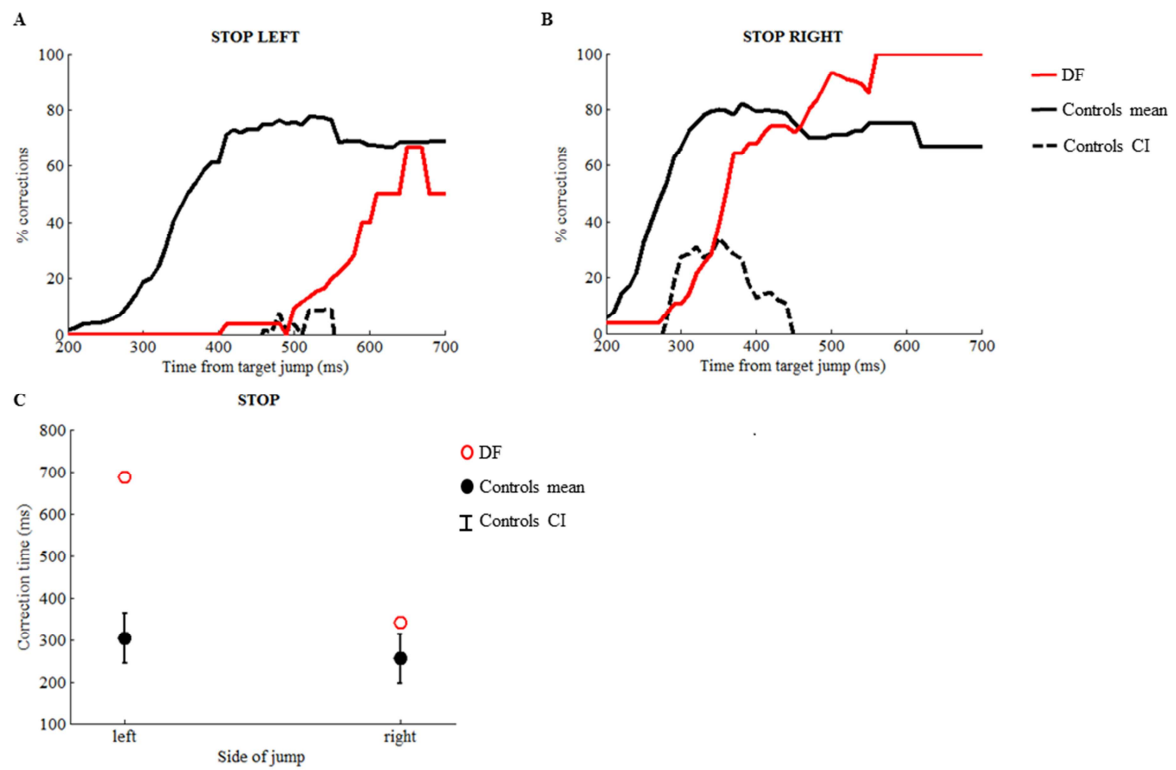 A
STOP LEFT
100
80
60
40
20
0
% corrections
200 300 400 500 600 700
Time from target jump (ms)
B
STOP RIGHT
100
80
60
40
20
0
% corrections
200 300 400 500 600 700
Time from target jump (ms)
DF
Controls mean
Controls CI
C
STOP
800
700
600
500
400
300
200
100
Correction time (ms)
left right
Side of jump
DF
Controls mean
Controls CI